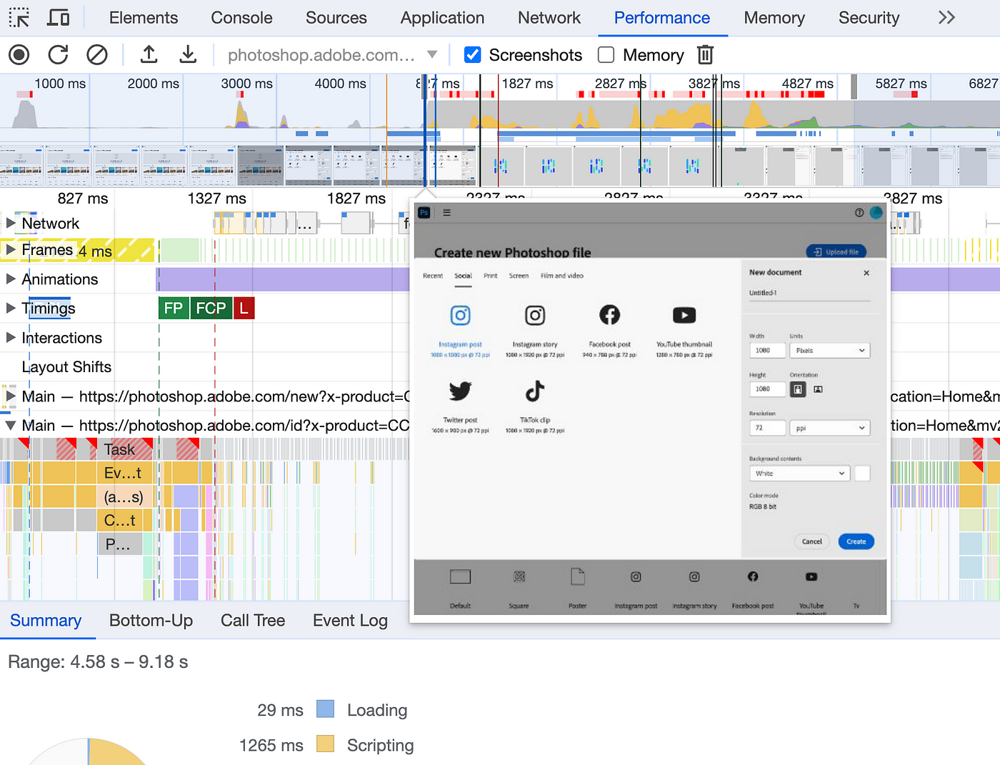 Elements Console Sources Application Network Performance Memory Security
photoshop.adobe.com... Screenshots Memory
1000 ms 2000 ms 3000 ms 4000 ms 1827 ms 2827 ms 3827 ms 4827 ms 5827 ms 6827
827 ms 1327 ms 1827 ms 2327 ms 2827 ms 3327 ms 3827 ms
Network ...
Frames 4 ms
Animations
Timings FP FCP L
Interactions
Layout Shifts
Main — https://photoshop.adobe.com/new?x-product=C
cation=Home&m
Main — https://photoshop.adobe.com/id?x-product=CC
tion=Home&mv2
Task
Ev...t
(a...s)
C...t
P...
Ps
Create new Photoshop file
Upload file
Recent Social Print Screen Film and video
Instagram post
1080 x 1080 px @ 72 ppi
Instagram story
1080 x 1920 px @ 72 ppi
Facebook post
940 x 788 px @ 72 ppi
YouTube thumbnail
1280 x 780 px @ 72 ppi
Twitter post
1600 x 900 px @ 72 ppi
TikTok clip
1080 x 1920 px @ 72 ppi
New document
Untitled-1
Width Units
1080 Pixels
Height Orientation
1080
Resolution
72 ppi
Background contents
White
Color mode
RGB 8 bit
Cancel Create
Default Square Poster Instagram post Instagram story Facebook post YouTube thumbnail Tv
Summary Bottom-Up Call Tree Event Log
Range: 4.58 s – 9.18 s
29 ms Loading
1265 ms Scripting